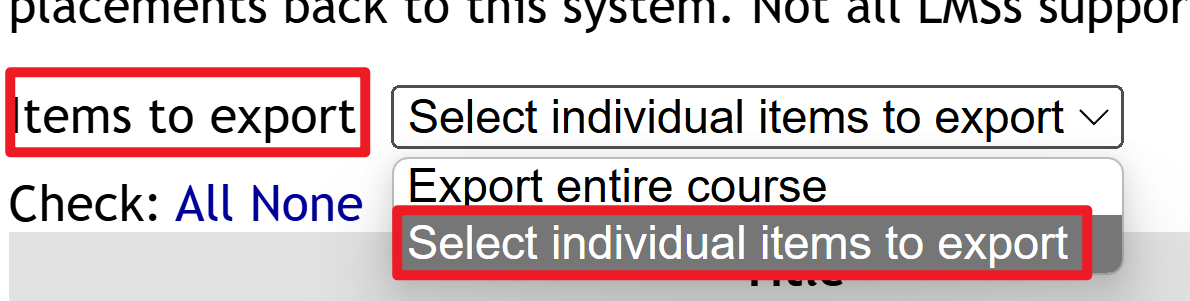 placements back to this system. Not all LMSs suppor
Items to export Select individual items to export
Export entire course
Check: All None
Select individual items to export
Title